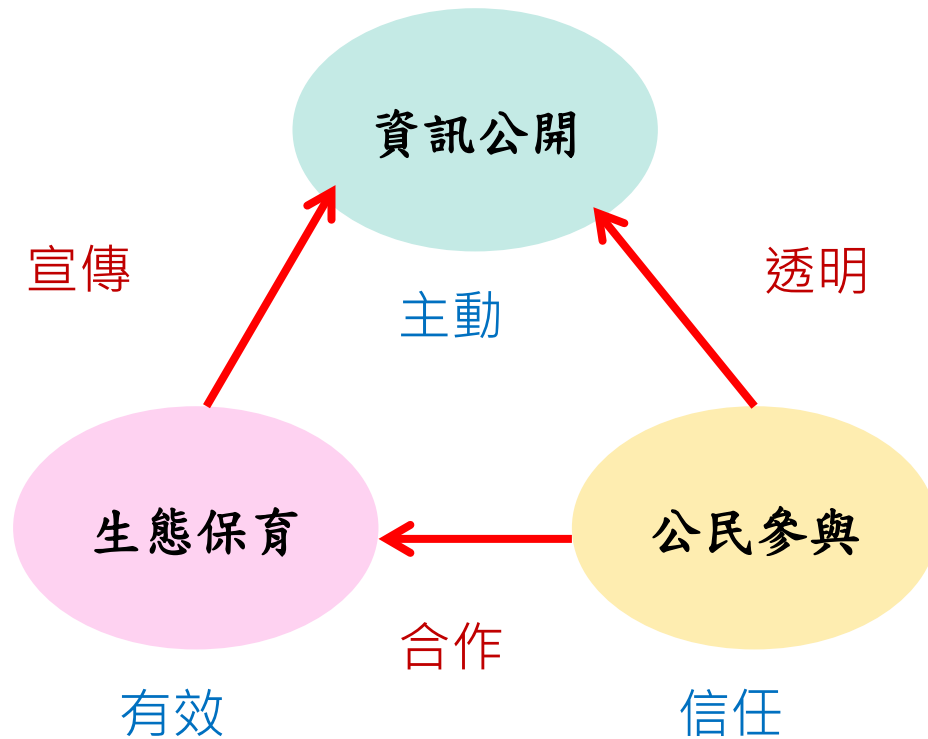 資訊公開
宣傳
透明
主動
生態保育
公民參與
合作
有效
信任